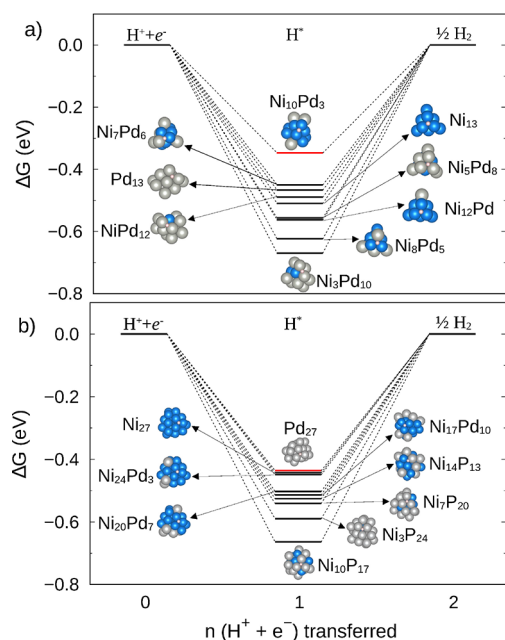 a)
H⁺+e⁻ H* ½ H₂
0.0
−0.2
−0.4
−0.6
−0.8
ΔG (eV)
Ni₁₀Pd₃
Ni₇Pd₆
Pd₁₃
NiPd₁₂
Ni₁₃
Ni₅Pd₈
Ni₁₂Pd
Ni₈Pd₅
Ni₃Pd₁₀
b)
H⁺+e⁻ H* ½ H₂
0.0
−0.2
−0.4
−0.6
−0.8
ΔG (eV)
Ni₂₇
Ni₂₄Pd₃
Ni₂₀Pd₇
Pd₂₇
Ni₁₇Pd₁₀
Ni₁₄P₁₃
Ni₇P₂₀
Ni₃P₂₄
Ni₁₀P₁₇
0 1 2
n (H⁺ + e⁻) transferred